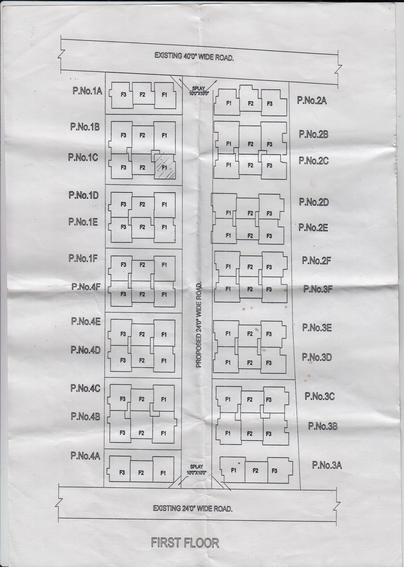 EXISTING 40'0" WIDE ROAD.
P.No.1A F3 F2 F1 SPLAY 10'0"X10'0" F1 F2 F3 P.No.2A
P.No.1B F3 F2 F1 F1 F2 F3 P.No.2B
P.No.1C F3 F2 F1 F1 F2 F3 P.No.2C
P.No.1D F3 F2 F1 F1 F2 F3 P.No.2D
P.No.1E F3 F2 F1 F1 F2 F3 P.No.2E
P.No.1F F3 F2 F1 F1 F2 F3 P.No.2F
P.No.4F F3 F2 F1 F1 F2 F3 P.No.3F
PROPOSED 24'0" WIDE ROAD.
P.No.4E F3 F2 F1 F1 F2 F3 P.No.3E
P.No.4D F3 F2 F1 F1 F2 F3 P.No.3D
P.No.4C F3 F2 F1 F1 F2 F3 P.No.3C
P.No.4B F3 F2 F1 F1 F2 F3 P.No.3B
P.No.4A F3 F2 F1 SPLAY 10'0"X10'0" F1 F2 F3 P.No.3A
EXISTING 24'0" WIDE ROAD.
FIRST FLOOR